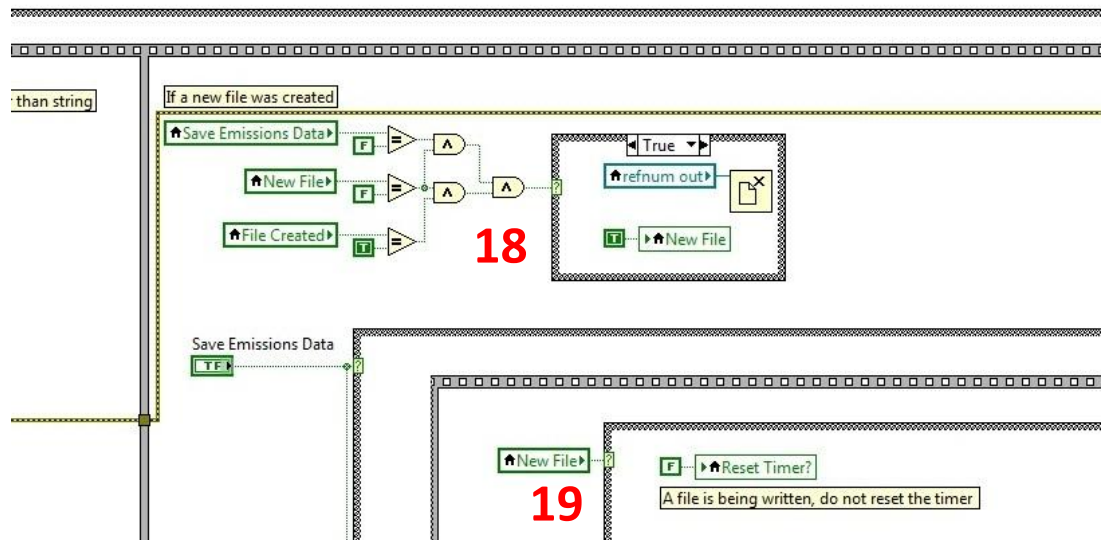 than string
If a new file was created
Save Emissions Data
F
New File
F
File Created
T
=
=
=
∧
∧
∧
18
?
True
refnum out
T
New File
Save Emissions Data
TF
?
New File
?
19
F
Reset Timer?
A file is being written, do not reset the timer